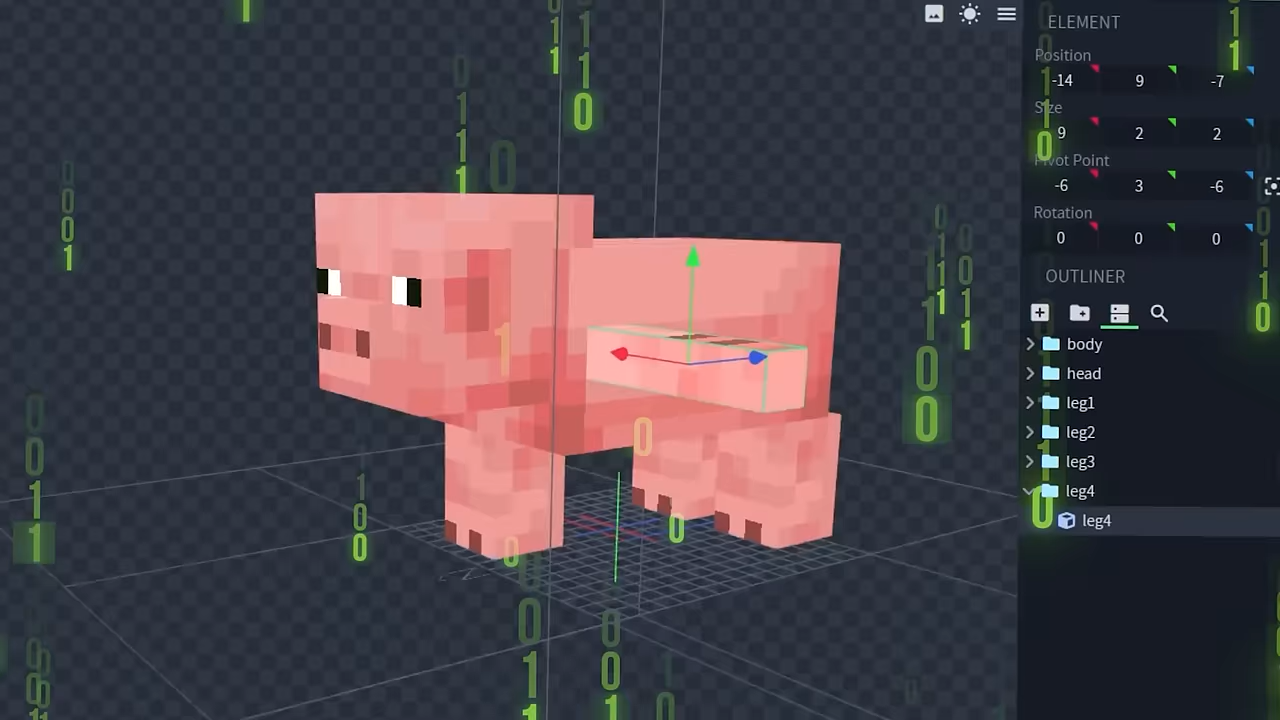 ELEMENT
Position
-14 9 -7
Size
9 2 2
Pivot Point
-6 3 -6
Rotation
0 0 0
OUTLINER
body
head
leg1
leg2
leg3
leg4
leg4